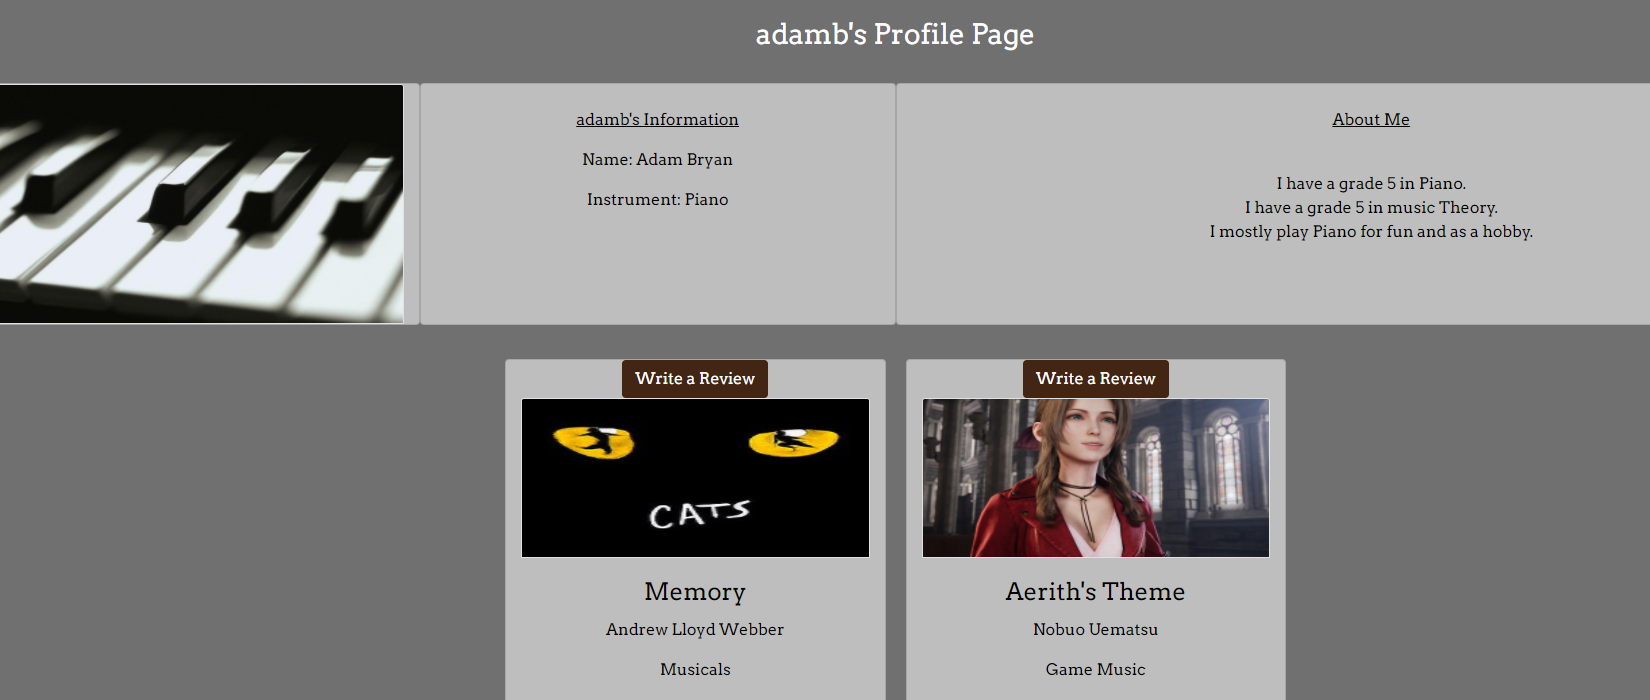 adamb's Profile Page
adamb's Information
Name: Adam Bryan
Instrument: Piano
About Me
I have a grade 5 in Piano.
I have a grade 5 in music Theory.
I mostly play Piano for fun and as a hobby.
Write a Review
CATS
Memory
Andrew Lloyd Webber
Musicals
Write a Review
Aerith's Theme
Nobuo Uematsu
Game Music